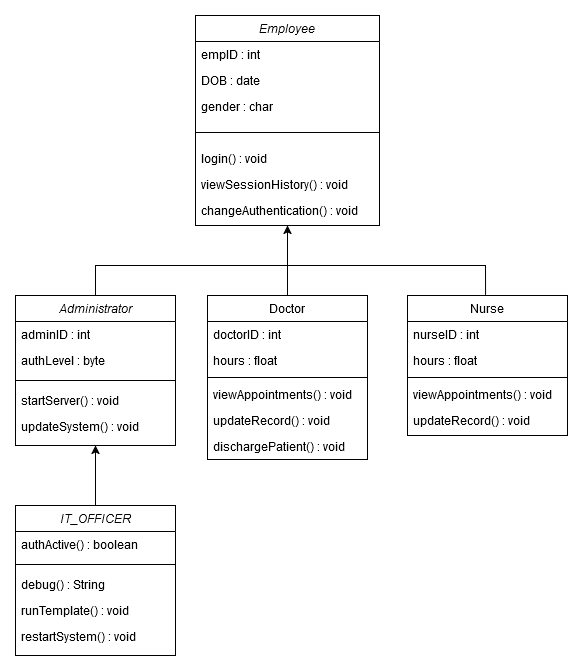 Employee
empID : int
DOB : date
gender : char
login() : void
viewSessionHistory() : void
changeAuthentication() : void
Administrator
adminID : int
authLevel : byte
startServer() : void
updateSystem() : void
Doctor
doctorID : int
hours : float
viewAppointments() : void
updateRecord() : void
dischargePatient() : void
Nurse
nurseID : int
hours : float
viewAppointments() : void
updateRecord() : void
IT_OFFICER
authActive() : boolean
debug() : String
runTemplate() : void
restartSystem() : void